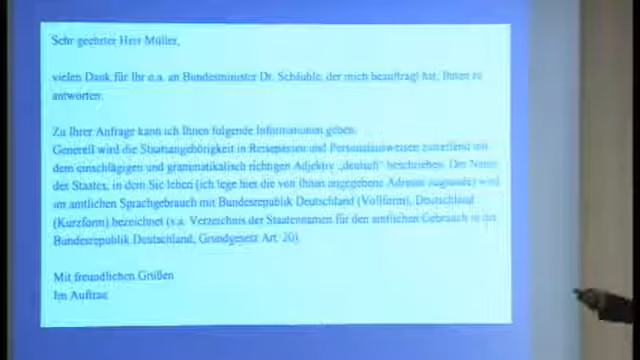 Sehr geehrter Herr Müller,
vielen Dank für Ihr o.a. an Bundesminister Dr. Schäuble, der mich beauftragt hat, Ihnen zu
antworten.
Zu Ihrer Anfrage kann ich Ihnen folgende Informationen geben.
Generell wird die Staatsangehörigkeit in Reisepässen und Personalausweisen zutreffend mit
dem einschlägigen und grammatikalisch richtigen Adjektiv „deutsch“ beschrieben. Der Name
des Staates, in dem Sie leben (ich lege hier die von Ihnen angegebene Adresse zugrunde) wird
im amtlichen Sprachgebrauch mit Bundesrepublik Deutschland (Vollform), Deutschland
(Kurzform) bezeichnet (s.a. Verzeichnis der Staatennamen für den amtlichen Gebrauch in der
Bundesrepublik Deutschland, Grundgesetz Art. 20).
Mit freundlichen Grüßen
Im Auftrag